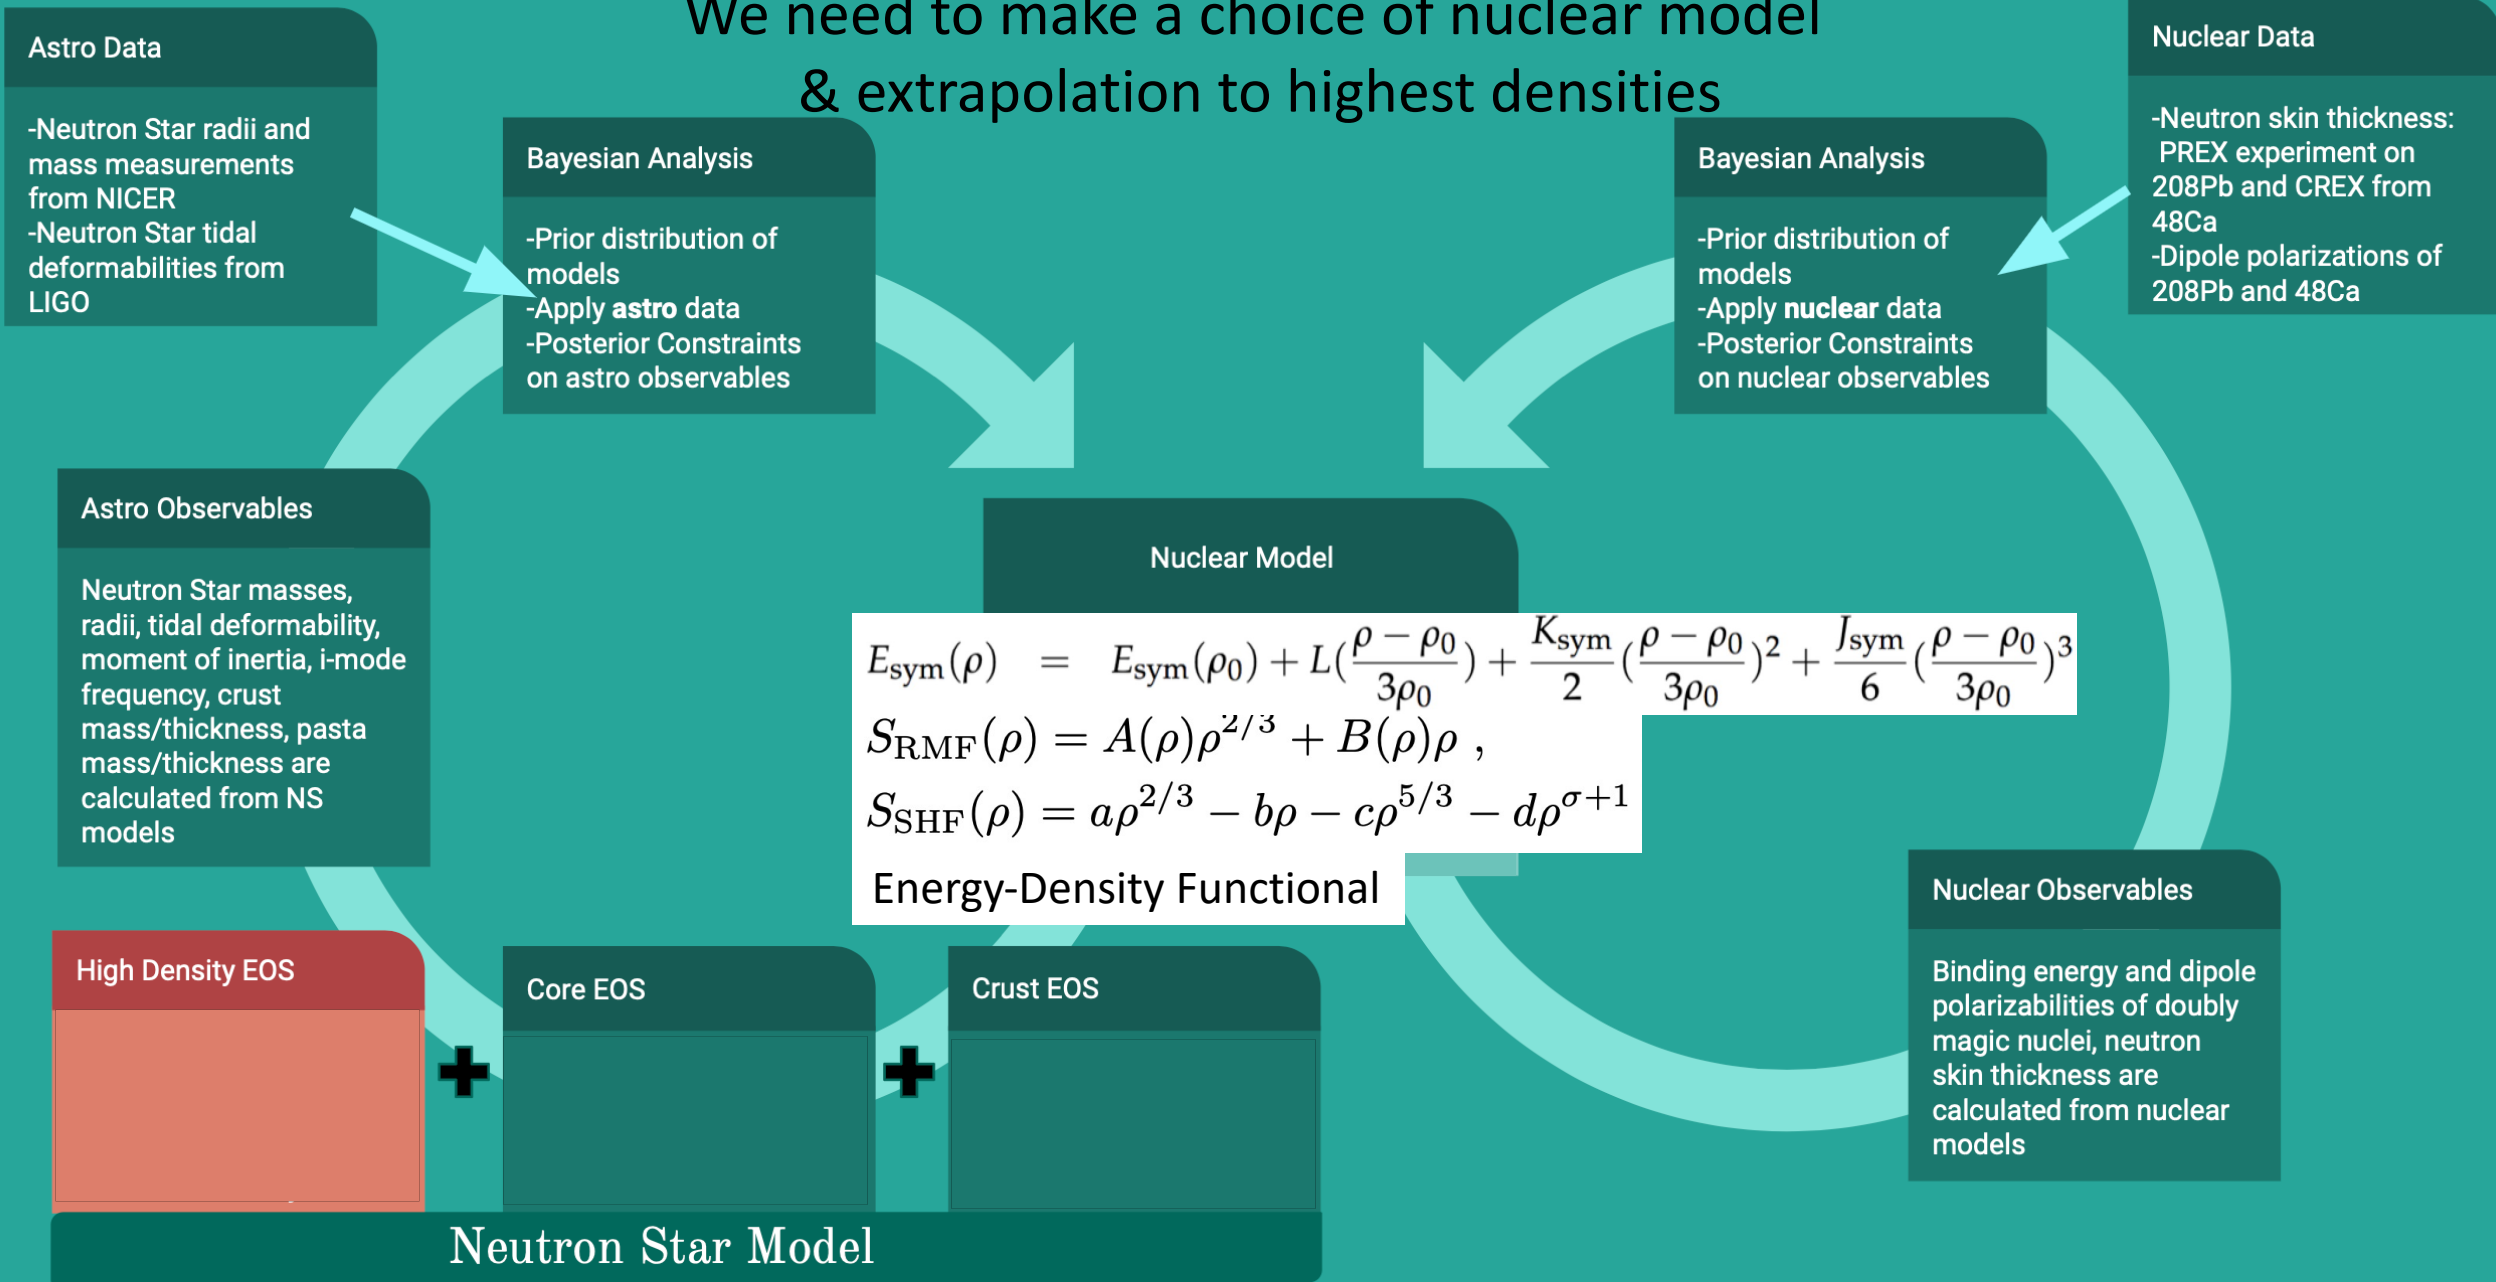 We need to make a choice of nuclear model
& extrapolation to highest densities
Astro Data
-Neutron Star radii and
mass measurements
from NICER
-Neutron Star tidal
deformabilities from
LIGO
Bayesian Analysis
-Prior distribution of
models
-Apply astro data
-Posterior Constraints
on astro observables
Bayesian Analysis
-Prior distribution of
models
-Apply nuclear data
-Posterior Constraints
on nuclear observables
Nuclear Data
-Neutron skin thickness:
PREX experiment on
208Pb and CREX from
48Ca
-Dipole polarizations of
208Pb and 48Ca
Astro Observables
Neutron Star masses,
radii, tidal deformability,
moment of inertia, i-mode
frequency, crust
mass/thickness, pasta
mass/thickness are
calculated from NS
models
Nuclear Model
E_sym(ρ) = E_sym(ρ₀) + L((ρ − ρ₀)/3ρ₀) + K_sym/2 ((ρ − ρ₀)/3ρ₀)² + J_sym/6 ((ρ − ρ₀)/3ρ₀)³
S_RMF(ρ) = A(ρ)ρ^{2/3} + B(ρ)ρ ,
S_SHF(ρ) = aρ^{2/3} − bρ − cρ^{5/3} − dρ^{σ+1}
Energy-Density Functional
Nuclear Observables
Binding energy and dipole
polarizabilities of doubly
magic nuclei, neutron
skin thickness are
calculated from nuclear
models
High Density EOS
Core EOS
Crust EOS
Neutron Star Model